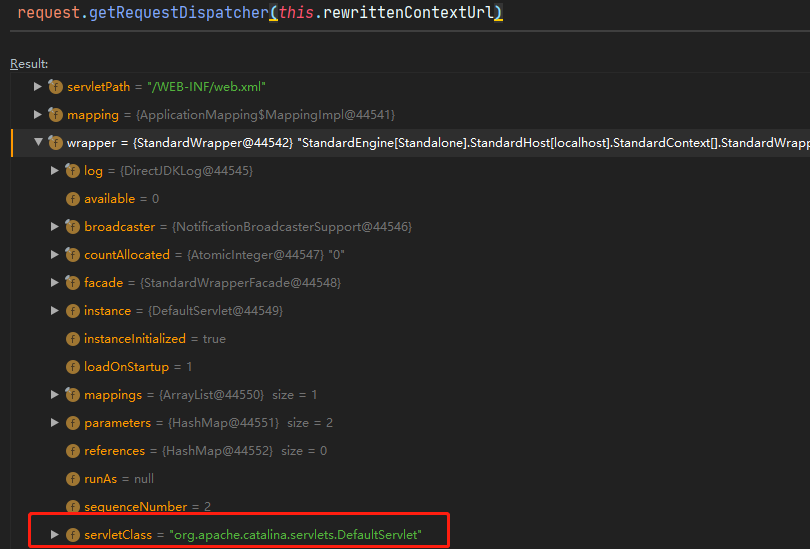 request.getRequestDispatcher(this.rewrittenContextUrl)
Result:
servletPath = "/WEB-INF/web.xml"
mapping = {ApplicationMapping$MappingImpl@44541}
wrapper = {StandardWrapper@44542} "StandardEngine[Standalone].StandardHost[localhost].StandardContext[].StandardWrapp
log = {DirectJDKLog@44545}
available = 0
broadcaster = {NotificationBroadcasterSupport@44546}
countAllocated = {AtomicInteger@44547} "0"
facade = {StandardWrapperFacade@44548}
instance = {DefaultServlet@44549}
instanceInitialized = true
loadOnStartup = 1
mappings = {ArrayList@44550} size = 1
parameters = {HashMap@44551} size = 2
references = {HashMap@44552} size = 0
runAs = null
sequenceNumber = 2
servletClass = "org.apache.catalina.servlets.DefaultServlet"